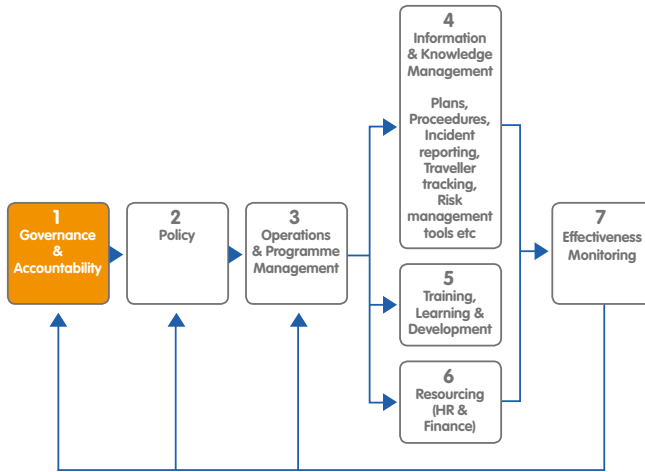 1
Governance
&
Accountability
2
Policy
3
Operations
& Programme
Management
4
Information
& Knowledge
Management
Plans,
Proceedures,
Incident
reporting,
Traveller
tracking,
Risk
management
tools etc
5
Training,
Learning &
Development
6
Resourcing
(HR &
Finance)
7
Effectiveness
Monitoring